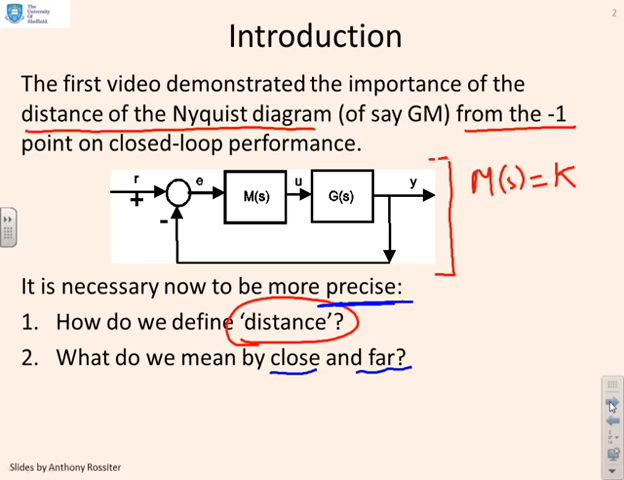 The
University
Of
Sheffield.
2
Introduction
The first video demonstrated the importance of the
distance of the Nyquist diagram (of say GM) from the -1
point on closed-loop performance.
r e M(s) u G(s) y
+
-
M(s)=K
It is necessary now to be more precise:
1. How do we define ‘distance’?
2. What do we mean by close and far?
Slides by Anthony Rossiter